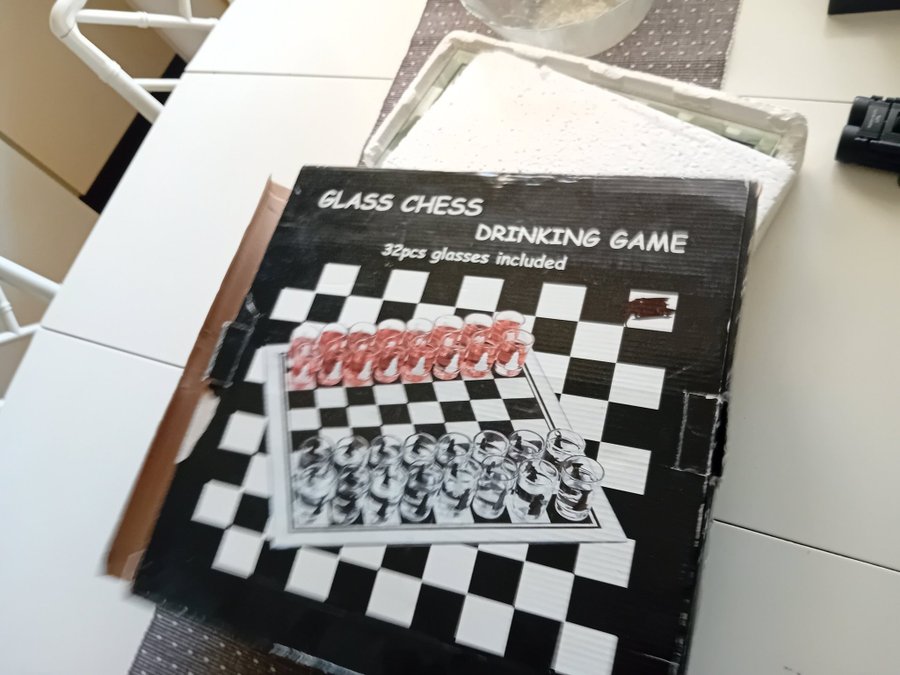 GLASS CHESS
DRINKING GAME
32pcs glasses included